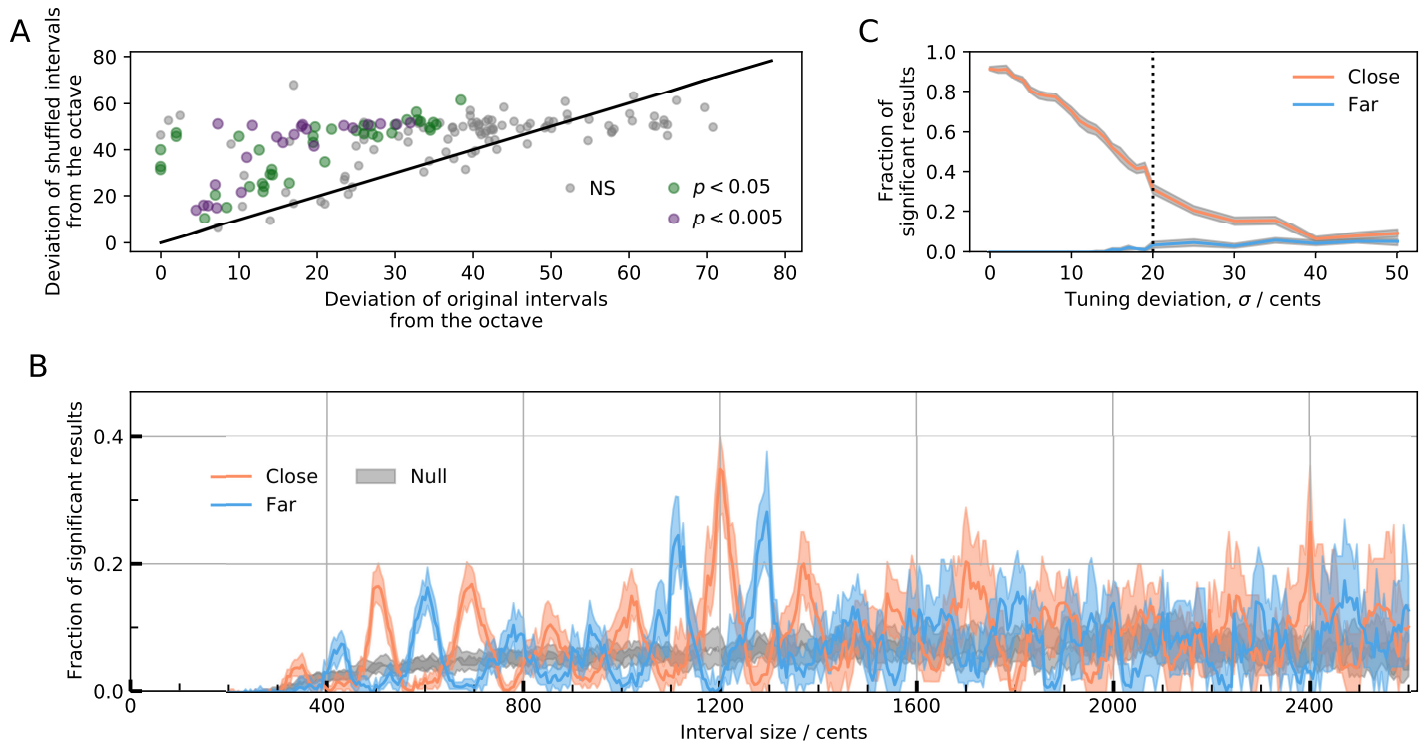 A
Deviation of shuffled intervals
from the octave
80
60
40
20
0
NS
p < 0.05
p < 0.005
0 10 20 30 40 50 60 70 80
Deviation of original intervals
from the octave
C
Fraction of
significant results
1.0
0.8
0.6
0.4
0.2
0.0
Close
Far
0 10 20 30 40 50
Tuning deviation, σ / cents
B
Fraction of significant results
0.4
0.2
0.0
Close
Far
Null
0 400 800 1200 1600 2000 2400
Interval size / cents